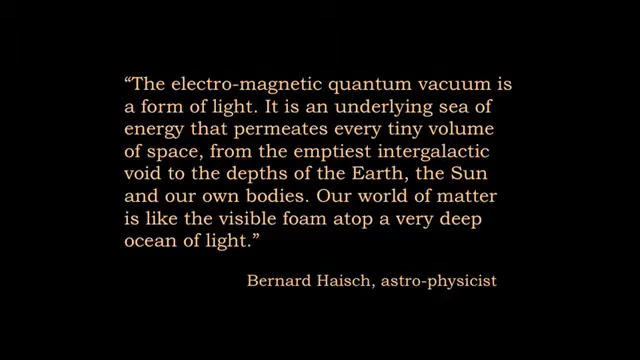 “The electro-magnetic quantum vacuum is
a form of light. It is an underlying sea of
energy that permeates every tiny volume
of space, from the emptiest intergalactic
void to the depths of the Earth, the Sun
and our own bodies. Our world of matter
is like the visible foam atop a very deep
ocean of light.”
Bernard Haisch, astro-physicist